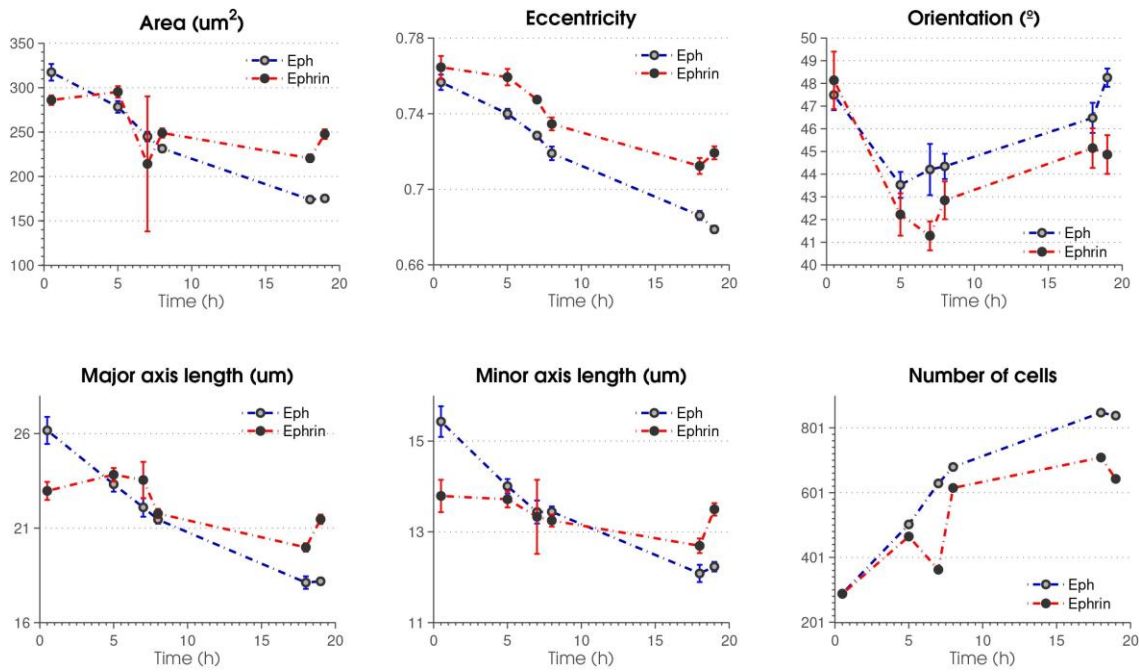 Area (um²)
350
300
250
200
150
100
Eph
Ephrin
0
5
10
15
20
Time (h)
Eccentricity
0.78
0.74
0.7
0.66
Eph
Ephrin
0
5
10
15
20
Time (h)
Orientation (º)
50
49
48
47
46
45
44
43
42
41
40
Eph
Ephrin
0
5
10
15
20
Time (h)
Major axis length (um)
26
21
16
Eph
Ephrin
0
5
10
15
20
Time (h)
Minor axis length (um)
15
13
11
Eph
Ephrin
0
5
10
15
20
Time (h)
Number of cells
801
601
401
201
Eph
Ephrin
0
5
10
15
20
Time (h)